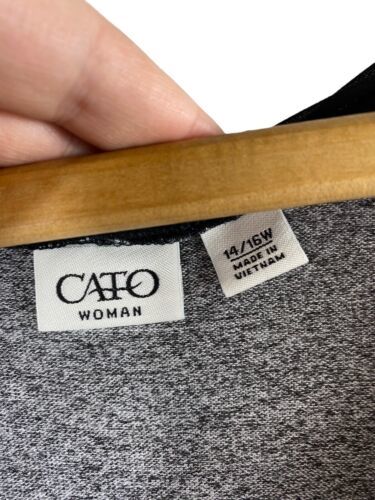 CATO
WOMAN
14/16W
MADE IN
VIETNAM